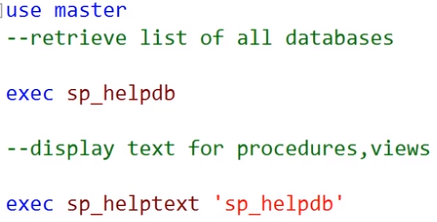 use master
--retrieve list of all databases
exec sp_helpdb
--display text for procedures,views
exec sp_helptext 'sp_helpdb'